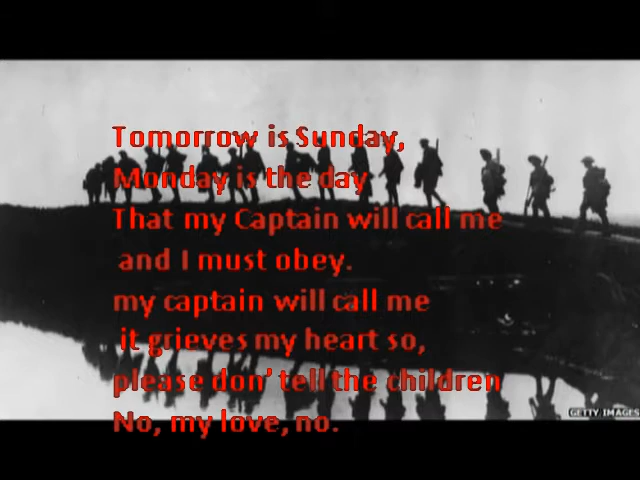 Tomorrow is Sunday,
Monday is the day
That my Captain will call me
and I must obey.
my captain will call me
it grieves my heart so,
please don' tell the children
No, my love, no.
GETTY IMAGES